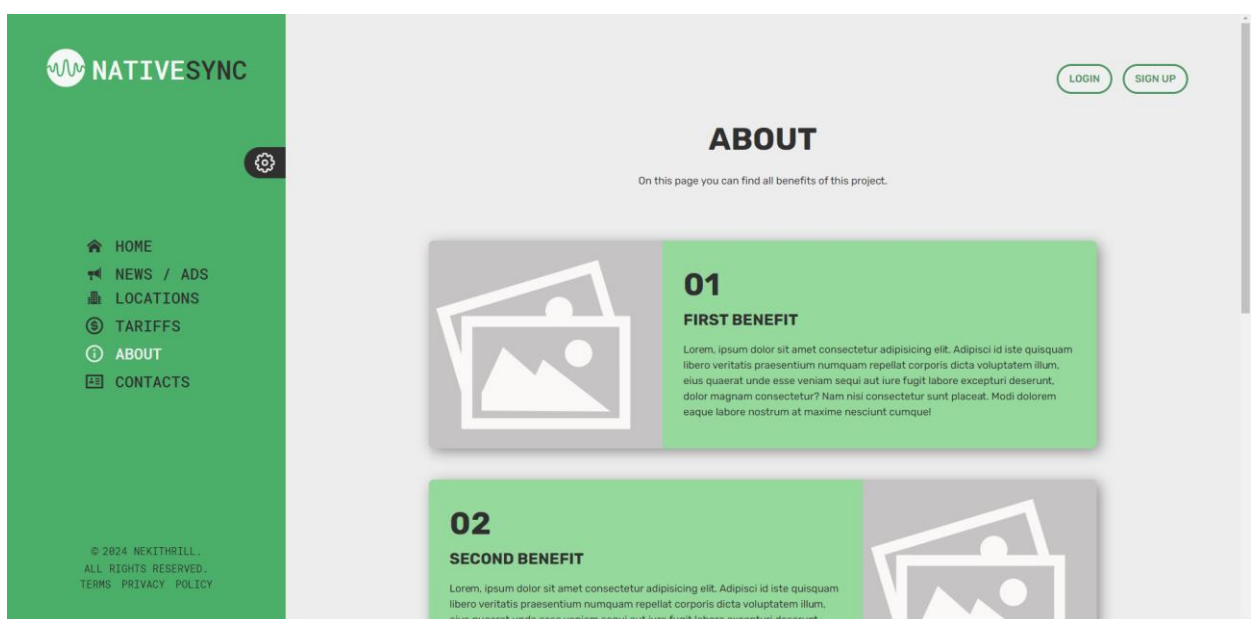 NATIVESYNC
LOGIN
SIGN UP
ABOUT
On this page you can find all benefits of this project.
HOME
NEWS / ADS
LOCATIONS
TARIFFS
ABOUT
CONTACTS
01
FIRST BENEFIT
Lorem, ipsum dolor sit amet consectetur adipisicing elit. Adipisci id iste quisquam
libero veritatis praesentium numquam repellat corporis dicta voluptatem illum,
eius quaerat unde esse veniam sequi aut iure fugit labore excepturi deserunt,
dolor magnam consectetur? Nam nisi consectetur sunt placeat. Modi dolorem
eaque labore nostrum at maxime nesciunt cumque!
02
SECOND BENEFIT
Lorem, ipsum dolor sit amet consectetur adipisicing elit. Adipisci id iste quisquam
libero veritatis praesentium numquam repellat corporis dicta voluptatem illum,
© 2024 NEKITHRILL.
ALL RIGHTS RESERVED.
TERMS PRIVACY POLICY